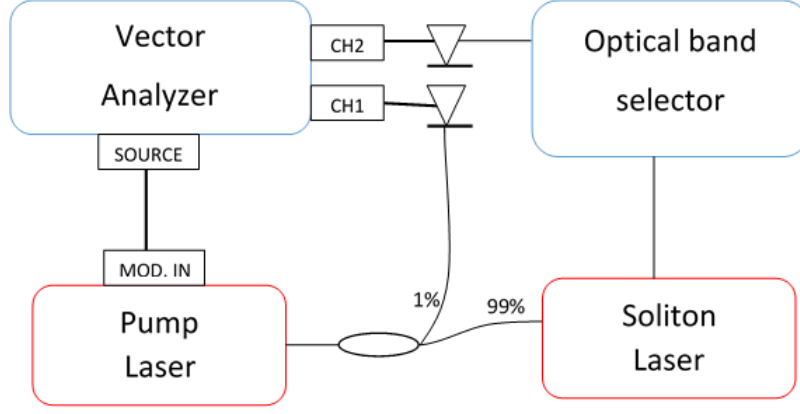 Vector
Analyzer
CH2
CH1
Optical band
selector
SOURCE
MOD. IN
Pump
Laser
1%
99%
Soliton
Laser